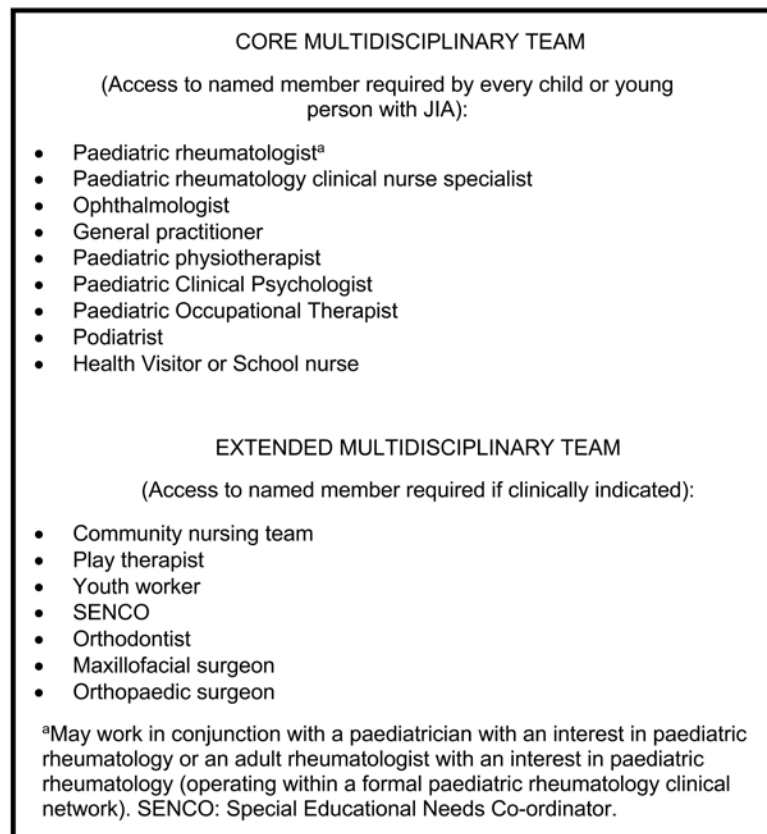 CORE MULTIDISCIPLINARY TEAM
(Access to named member required by every child or young
person with JIA):
• Paediatric rheumatologistᵃ
• Paediatric rheumatology clinical nurse specialist
• Ophthalmologist
• General practitioner
• Paediatric physiotherapist
• Paediatric Clinical Psychologist
• Paediatric Occupational Therapist
• Podiatrist
• Health Visitor or School nurse
EXTENDED MULTIDISCIPLINARY TEAM
(Access to named member required if clinically indicated):
• Community nursing team
• Play therapist
• Youth worker
• SENCO
• Orthodontist
• Maxillofacial surgeon
• Orthopaedic surgeon
ᵃMay work in conjunction with a paediatrician with an interest in paediatric
rheumatology or an adult rheumatologist with an interest in paediatric
rheumatology (operating within a formal paediatric rheumatology clinical
network). SENCO: Special Educational Needs Co-ordinator.